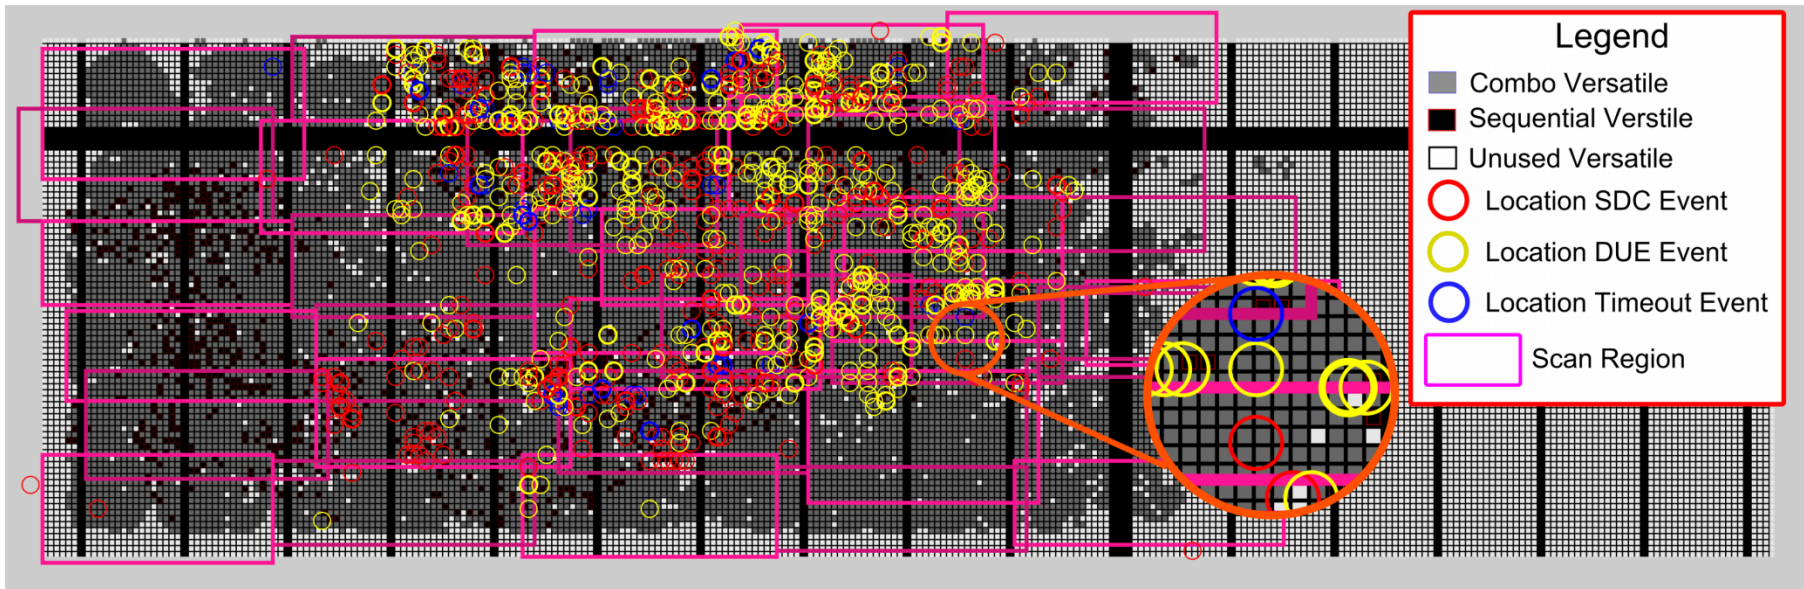 Legend
Combo Versatile
Sequential Verstile
Unused Versatile
Location SDC Event
Location DUE Event
Location Timeout Event
Scan Region